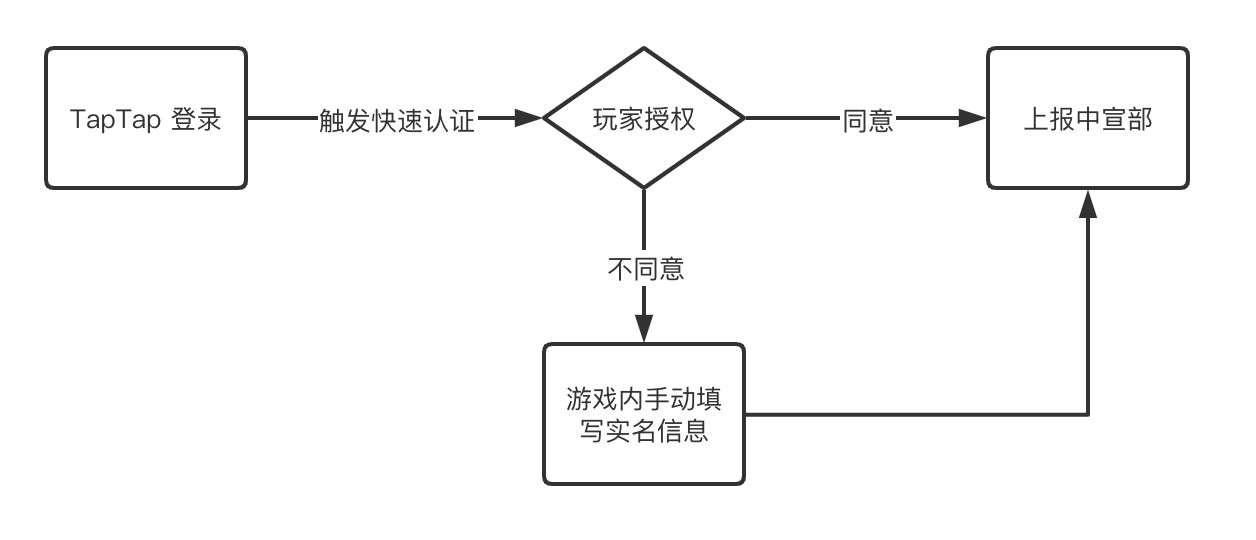 TapTap 登录
触发快速认证
玩家授权
同意
上报中宣部
不同意
游戏内手动填
写实名信息